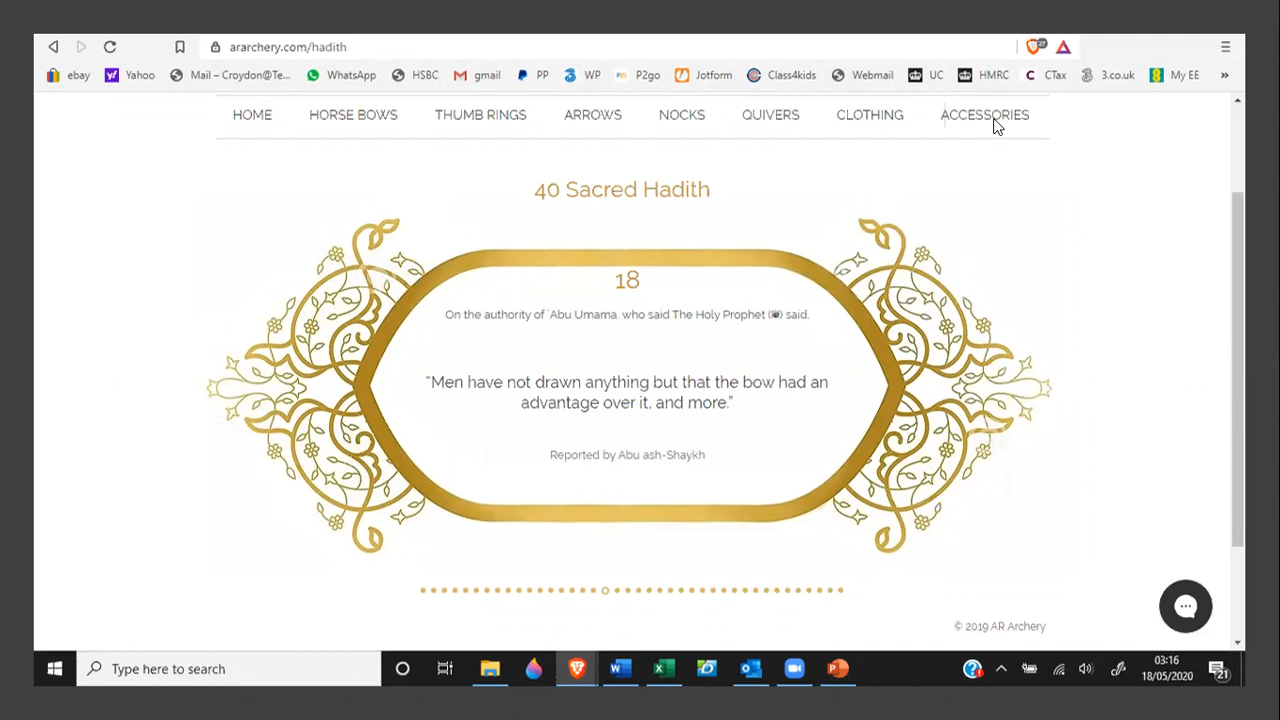 ararchery.com/hadith
27
ebay
Yahoo
Mail – Croydon@Te...
WhatsApp
HSBC
gmail
PP
WP
P2go
Jotform
Class4kids
Webmail
UC
HMRC
CTax
3.co.uk
My EE
»
HOME
HORSE BOWS
THUMB RINGS
ARROWS
NOCKS
QUIVERS
CLOTHING
ACCESSORIES
40 Sacred Hadith
18
On the authority of `Abu Umama, who said The Holy Prophet (ﷺ) said,
“Men have not drawn anything but that the bow had an
advantage over it, and more.”
Reported by Abu ash-Shaykh
© 2019 AR Archery
Type here to search
03:16
18/05/2020
21